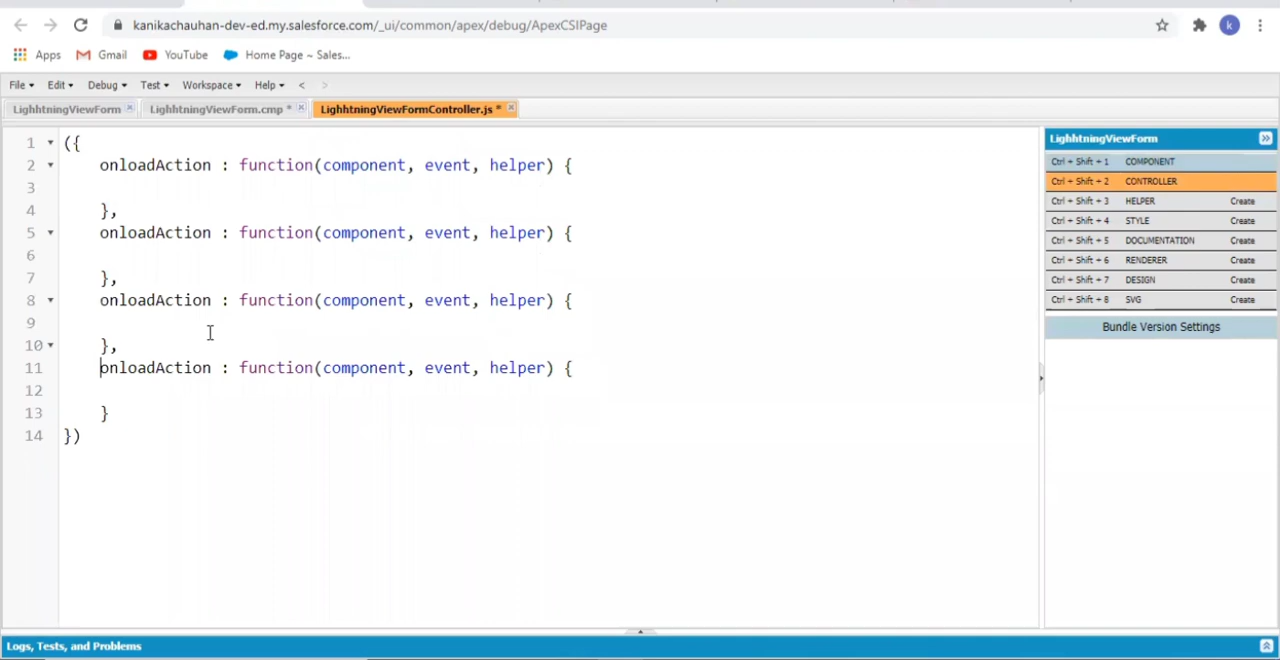 kanikachauhan-dev-ed.my.salesforce.com/_ui/common/apex/debug/ApexCSIPage
k
Apps Gmail YouTube Home Page ~ Sales...
File Edit Debug Test Workspace Help < >
LighhtningViewForm LighhtningViewForm.cmp * LighhtningViewFormController.js *
1 ({
2 onloadAction : function(component, event, helper) {
3
4 },
5 onloadAction : function(component, event, helper) {
6
7 },
8 onloadAction : function(component, event, helper) {
9
10 },
11 onloadAction : function(component, event, helper) {
12
13 }
14 })
LighhtningViewForm
Ctrl + Shift + 1 COMPONENT
Ctrl + Shift + 2 CONTROLLER
Ctrl + Shift + 3 HELPER Create
Ctrl + Shift + 4 STYLE Create
Ctrl + Shift + 5 DOCUMENTATION Create
Ctrl + Shift + 6 RENDERER Create
Ctrl + Shift + 7 DESIGN Create
Ctrl + Shift + 8 SVG Create
Bundle Version Settings
Logs, Tests, and Problems